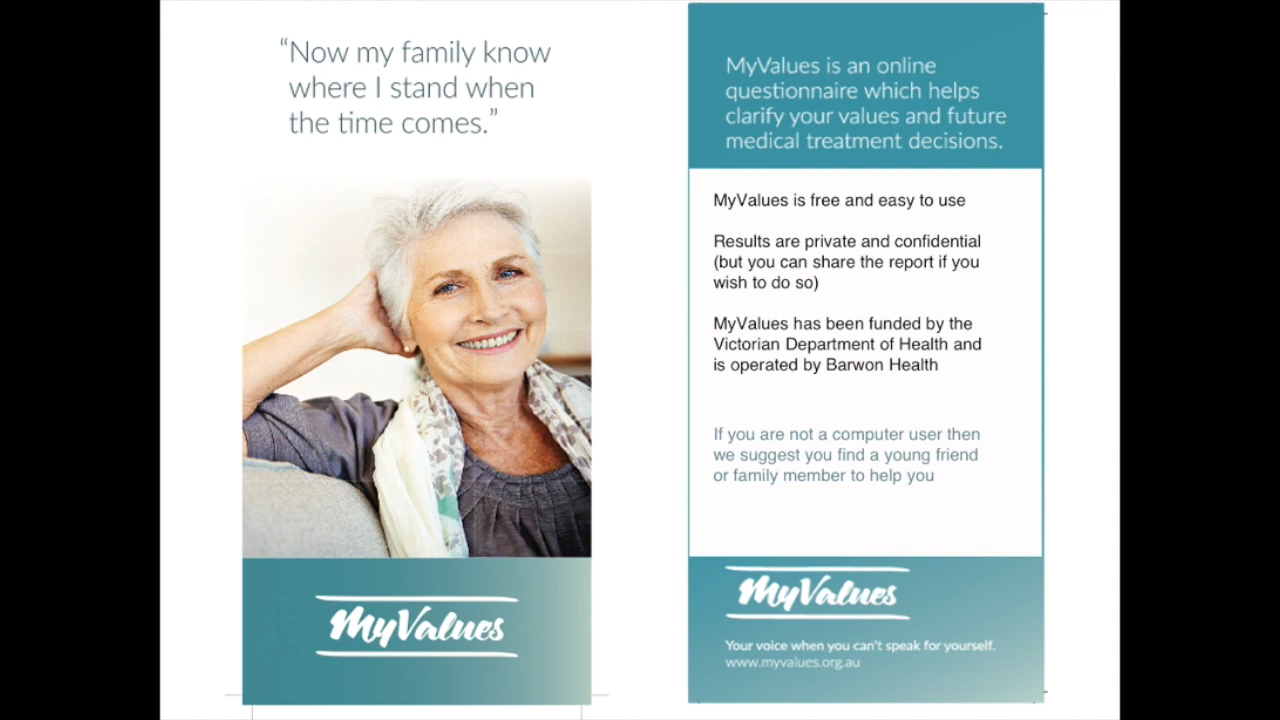 “Now my family know
where I stand when
the time comes.”
MyValues
MyValues is an online
questionnaire which helps
clarify your values and future
medical treatment decisions.
MyValues is free and easy to use
Results are private and confidential
(but you can share the report if you
wish to do so)
MyValues has been funded by the
Victorian Department of Health and
is operated by Barwon Health
If you are not a computer user then
we suggest you find a young friend
or family member to help you
MyValues
Your voice when you can't speak for yourself.
www.myvalues.org.au